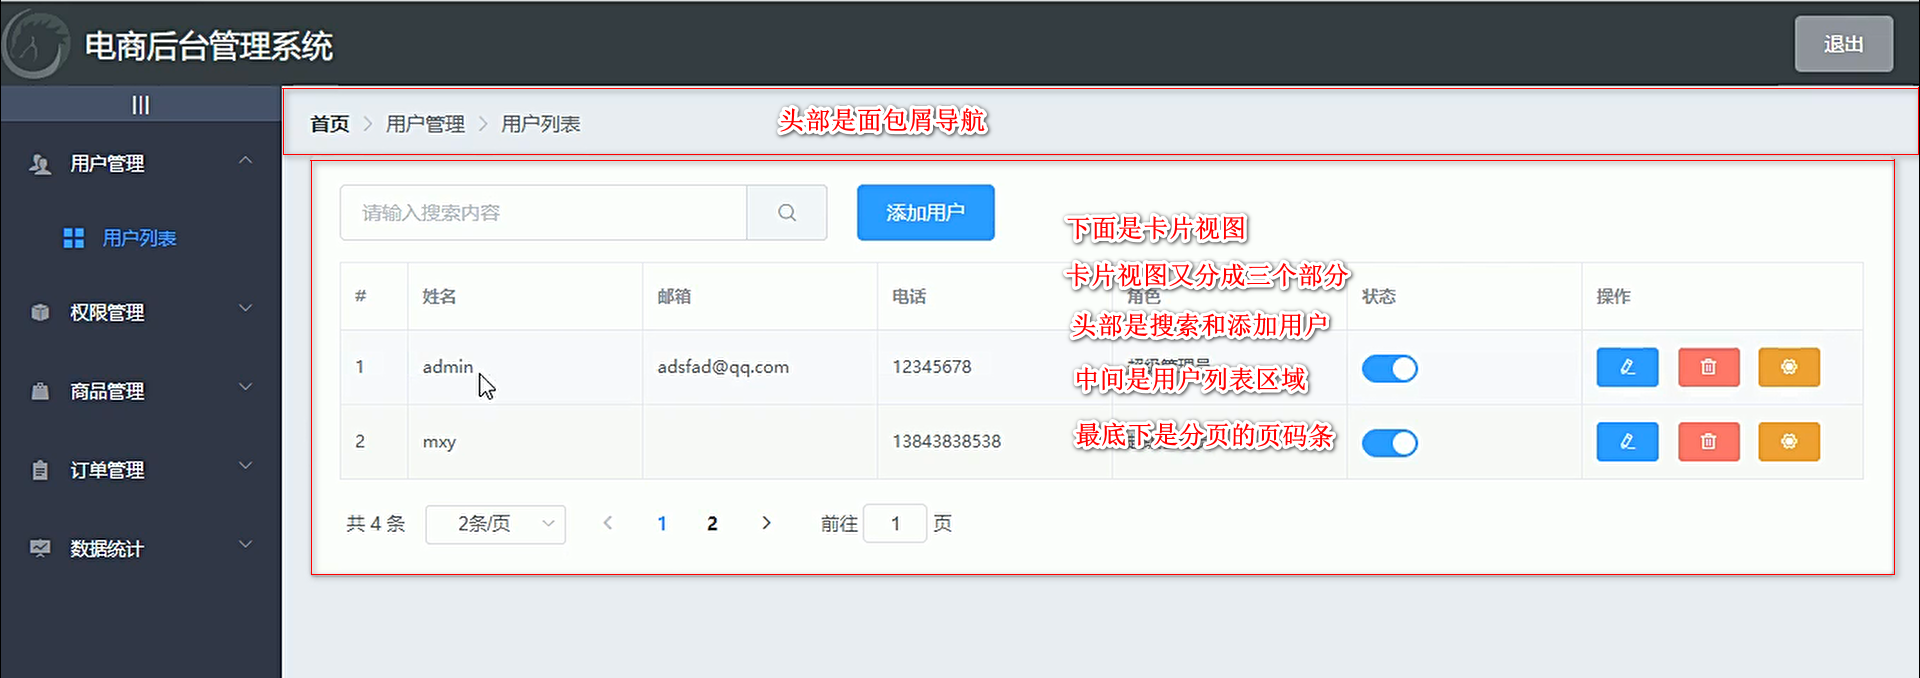 电商后台管理系统
退出
首页 > 用户管理 > 用户列表
头部是面包屑导航
用户管理
用户列表
权限管理
商品管理
订单管理
数据统计
请输入搜索内容
添加用户
下面是卡片视图
卡片视图又分成三个部分
# 姓名 邮箱 电话 角色 状态 操作
头部是搜索和添加用户
1 admin adsfad@qq.com 12345678 超级管理员
中间是用户列表区域
2 mxy 13843838538
最底下是分页的页码条
共 4 条 2条/页 < 1 2 > 前往 1 页